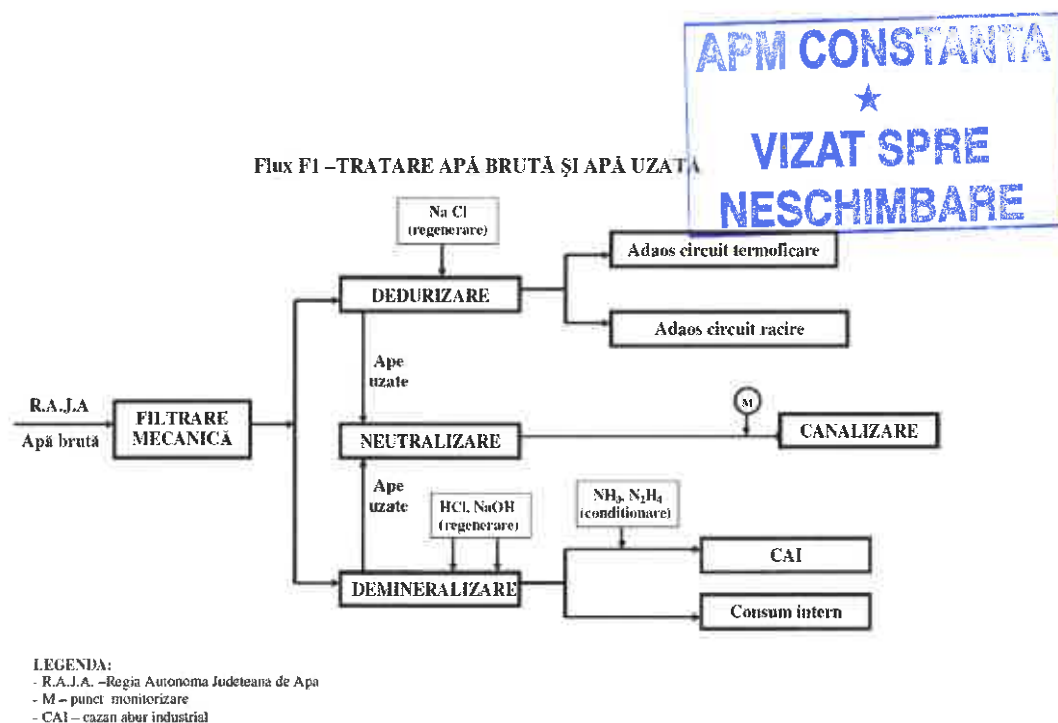 APM CONSTANTA
VIZAT SPRE
NESCHIMBARE
Flux F1 –TRATARE APĂ BRUTĂ ŞI APĂ UZATĂ
Na Cl
(regenerare)
Adaos circuit termoficare
DEDURIZARE
Adaos circuit racire
Ape
uzate
R.A.J.A
Apă brută
FILTRARE
MECANICĂ
M
NEUTRALIZARE
CANALIZARE
Ape
uzate
HCl, NaOH
(regenerare)
NH₃, N₂H₄
(conditionare)
CAI
DEMINERALIZARE
Consum intern
LEGENDA:
- R.A.J.A. –Regia Autonoma Judeteana de Apa
- M – punct monitorizare
- CAI – cazan abur industrial